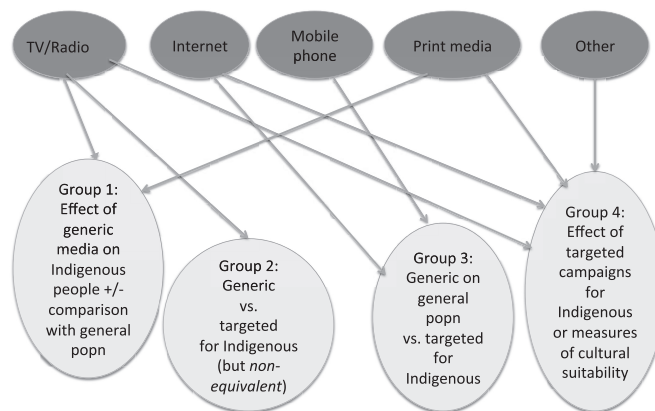 TV/Radio
Internet
Mobile
phone
Print media
Other
Group 1:
Effect of
generic
media on
Indigenous
people +/-
comparison
with general
popn
Group 2:
Generic
vs.
targeted
for Indigenous
(but non-
equivalent)
Group 3:
Generic on
general
popn
vs. targeted
for
Indigenous
Group 4:
Effect of
targeted
campaigns
for
Indigenous
or measures
of cultural
suitability